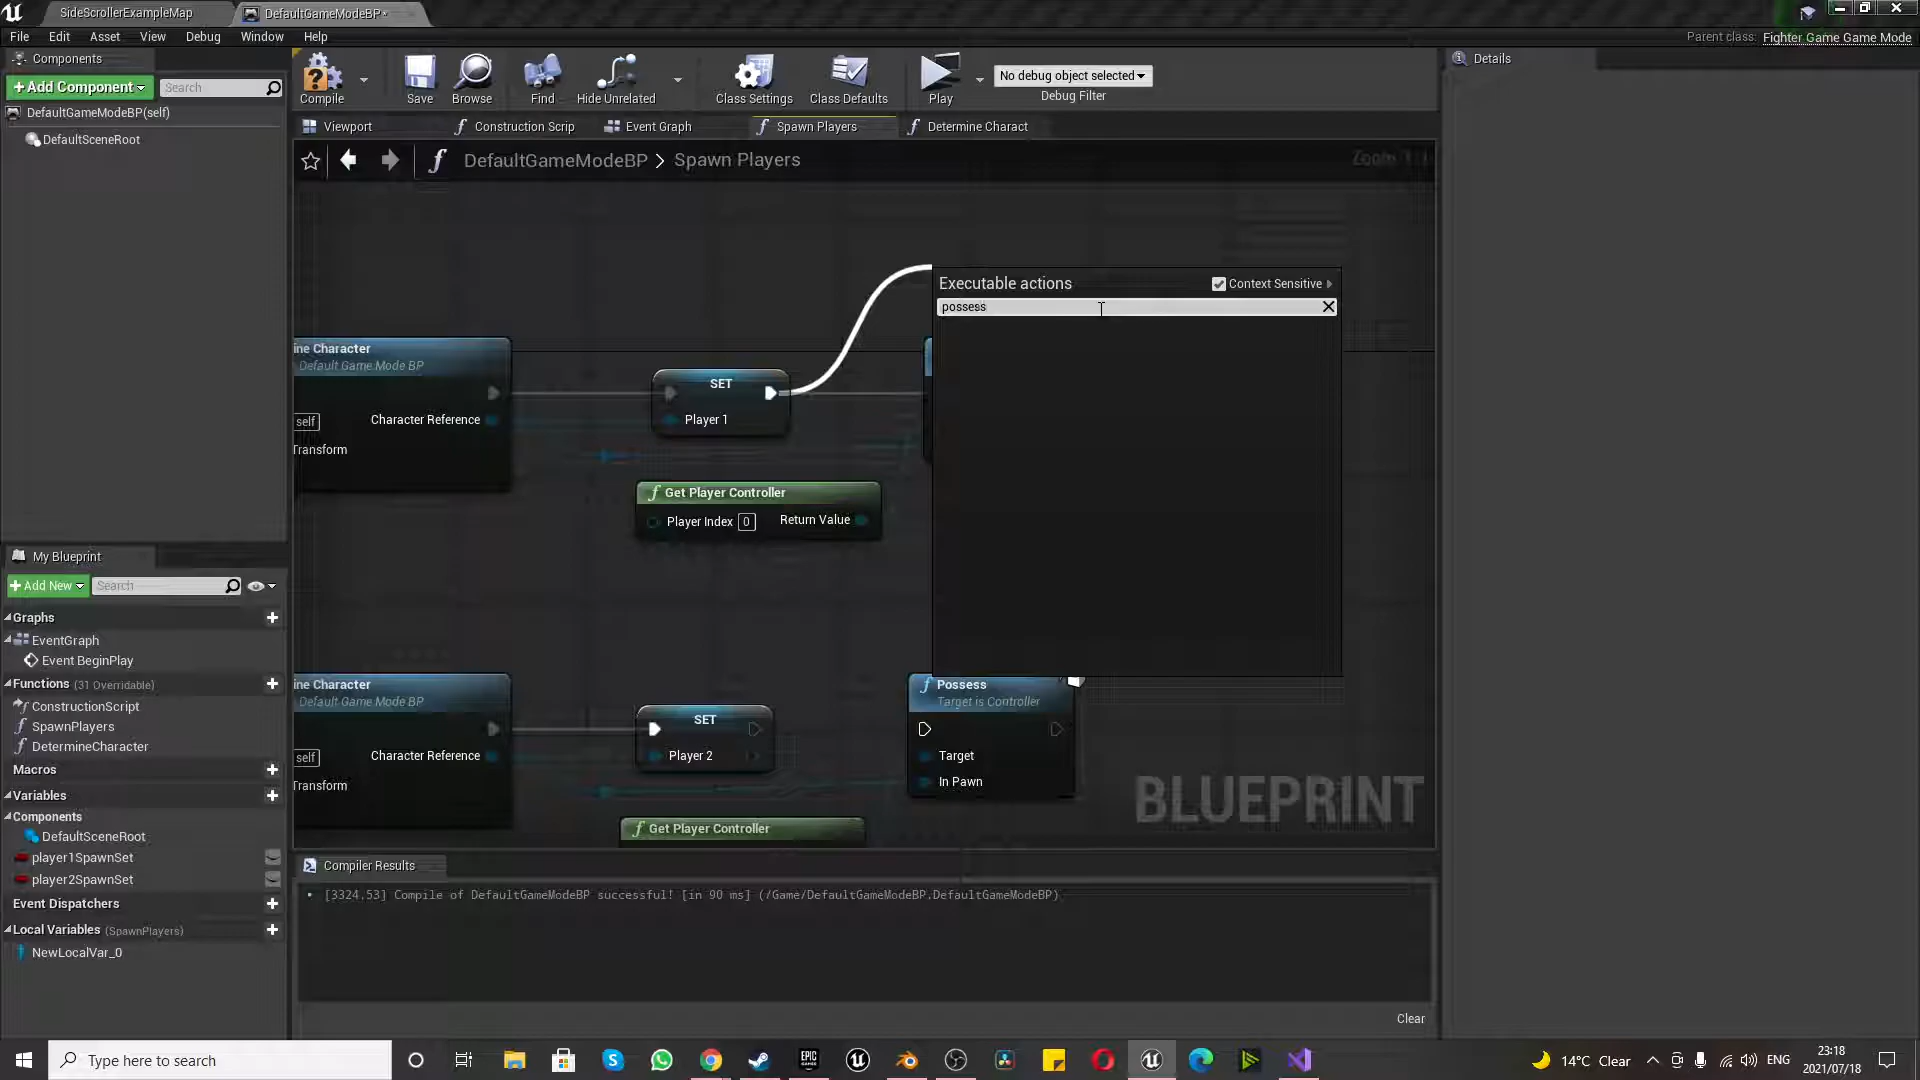 SideScrollerExampleMap
DefaultGameModeBP*
File Edit Asset View Debug Window Help
Parent class: Fighter Game Game Mode
Components
+Add Component
Search
DefaultGameModeBP(self)
DefaultSceneRoot
Compile
Save
Browse
Find
Hide Unrelated
Class Settings
Class Defaults
Play
No debug object selected
Debug Filter
Details
Viewport
Construction Scrip
Event Graph
Spawn Players
Determine Charact
DefaultGameModeBP > Spawn Players
Executable actions
Context Sensitive
possess
ine Character
Default Game Mode BP
self
Character Reference
Transform
SET
Player 1
Get Player Controller
Player Index 0
Return Value
ine Character
Default Game Mode BP
self
Character Reference
Transform
SET
Player 2
Get Player Controller
Possess
Target is Controller
Target
In Pawn
BLUEPRINT
My Blueprint
+Add New
Search
Graphs
EventGraph
Event BeginPlay
Functions (31 Overridable)
ConstructionScript
SpawnPlayers
DetermineCharacter
Macros
Variables
Components
DefaultSceneRoot
player1SpawnSet
player2SpawnSet
Event Dispatchers
Local Variables (SpawnPlayers)
NewLocalVar_0
Compiler Results
[3324.53] Compile of DefaultGameModeBP successful! [in 90 ms] (/Game/DefaultGameModeBP.DefaultGameModeBP)
Clear
Type here to search
EPIC GAMES
14°C Clear
ENG
23:18
2021/07/18